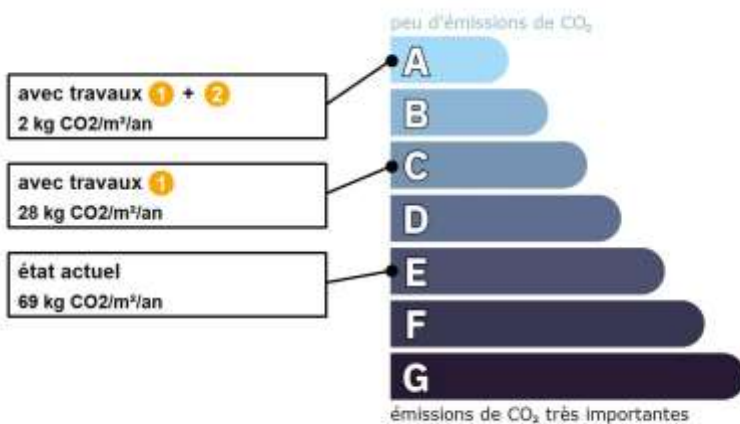 peu d'émissions de CO₂
A
avec travaux 1 + 2
2 kg CO2/m²/an
B
avec travaux 1
28 kg CO2/m²/an
C
D
état actuel
69 kg CO2/m²/an
E
F
G
émissions de CO₂ très importantes